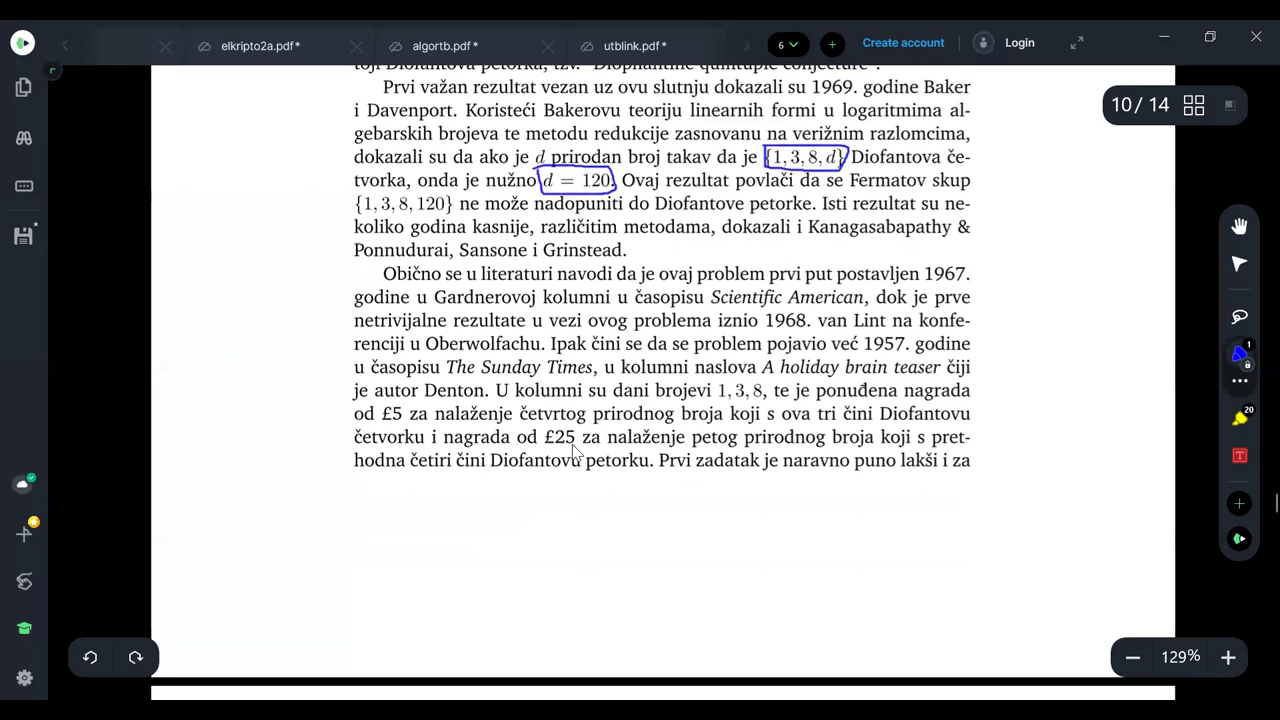 elkripto2a.pdf*
algortb.pdf*
utblink.pdf*
6
Create account
Login
10 / 14
toji Diofantova petorka, tzv. "Diophantine quintuple conjecture".
Prvi važan rezultat vezan uz ovu slutnju dokazali su 1969. godine Baker
i Davenport. Koristeći Bakerovu teoriju linearnih formi u logaritmima al-
gebarskih brojeva te metodu redukcije zasnovanu na verižnim razlomcima,
dokazali su da ako je d prirodan broj takav da je {1, 3, 8, d} Diofantova če-
tvorka, onda je nužno d = 120. Ovaj rezultat povlači da se Fermatov skup
{1, 3, 8, 120} ne može nadopuniti do Diofantove petorke. Isti rezultat su ne-
koliko godina kasnije, različitim metodama, dokazali i Kanagasabapathy &
Ponnudurai, Sansone i Grinstead.
Obično se u literaturi navodi da je ovaj problem prvi put postavljen 1967.
godine u Gardnerovoj kolumni u časopisu Scientific American, dok je prve
netrivijalne rezultate u vezi ovog problema iznio 1968. van Lint na konfe-
renciji u Oberwolfachu. Ipak čini se da se problem pojavio već 1957. godine
u časopisu The Sunday Times, u kolumni naslova A holiday brain teaser čiji
je autor Denton. U kolumni su dani brojevi 1, 3, 8, te je ponuđena nagrada
od £5 za nalaženje četvrtog prirodnog broja koji s ova tri čini Diofantovu
četvorku i nagrada od £25 za nalaženje petog prirodnog broja koji s pret-
hodna četiri čini Diofantovu petorku. Prvi zadatak je naravno puno lakši i za
1
20
T
129%